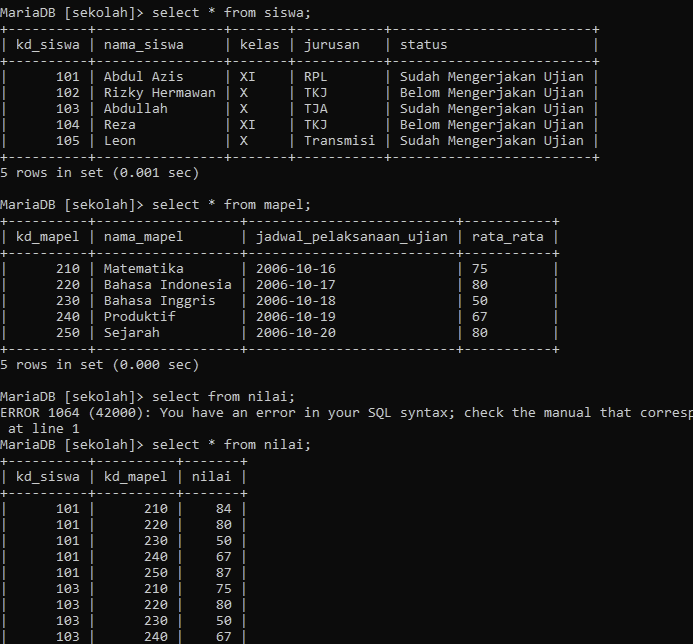 MariaDB [sekolah]> select * from siswa;
+----------+----------------+-------+-----------+-------------------------+
| kd_siswa | nama_siswa     | kelas | jurusan   | status                  |
+----------+----------------+-------+-----------+-------------------------+
|      101 | Abdul Azis     | XI    | RPL       | Sudah Mengerjakan Ujian |
|      102 | Rizky Hermawan | X     | TKJ       | Belom Mengerjakan Ujian |
|      103 | Abdullah       | X     | TJA       | Sudah Mengerjakan Ujian |
|      104 | Reza           | XI    | TKJ       | Belom Mengerjakan Ujian |
|      105 | Leon           | X     | Transmisi | Sudah Mengerjakan Ujian |
+----------+----------------+-------+-----------+-------------------------+
5 rows in set (0.001 sec)
MariaDB [sekolah]> select * from mapel;
+----------+------------------+--------------------------+-----------+
| kd_mapel | nama_mapel       | jadwal_pelaksanaan_ujian | rata_rata |
+----------+------------------+--------------------------+-----------+
|      210 | Matematika       | 2006-10-16               | 75        |
|      220 | Bahasa Indonesia | 2006-10-17               | 80        |
|      230 | Bahasa Inggris   | 2006-10-18               | 50        |
|      240 | Produktif        | 2006-10-19               | 67        |
|      250 | Sejarah          | 2006-10-20               | 80        |
+----------+------------------+--------------------------+-----------+
5 rows in set (0.000 sec)
MariaDB [sekolah]> select from nilai;
ERROR 1064 (42000): You have an error in your SQL syntax; check the manual that corresp
 at line 1
MariaDB [sekolah]> select * from nilai;
+----------+----------+-------+
| kd_siswa | kd_mapel | nilai |
+----------+----------+-------+
|      101 |      210 |    84 |
|      101 |      220 |    80 |
|      101 |      230 |    50 |
|      101 |      240 |    67 |
|      101 |      250 |    87 |
|      103 |      210 |    75 |
|      103 |      220 |    80 |
|      103 |      230 |    50 |
|      103 |      240 |    67 |